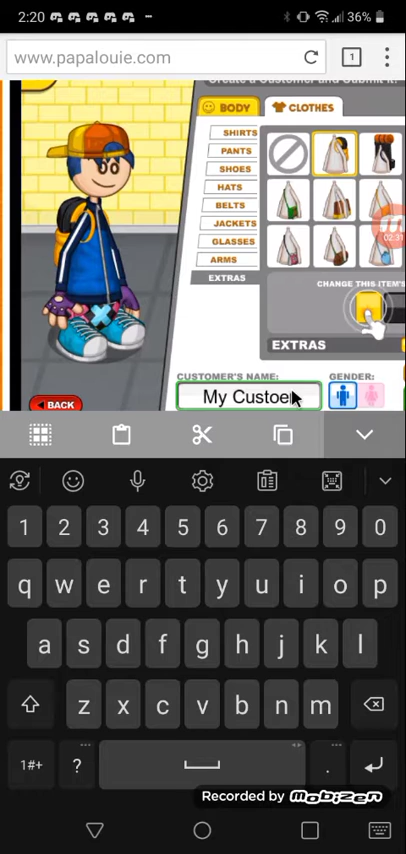 2:20 36%
www.papalouie.com 1
Create a Customer and Submit it!
BODY CLOTHES
SHIRTS
PANTS
SHOES
HATS
BELTS
JACKETS
GLASSES
ARMS
EXTRAS
02:31
CHANGE THIS ITEM'S
EXTRAS
CUSTOMER'S NAME: GENDER:
My Custoe
BACK
1 2 3 4 5 6 7 8 9 0
q w e r t y u i o p
a s d f g h j k l
z x c v b n m
1#+ ? .
Recorded by mobizen